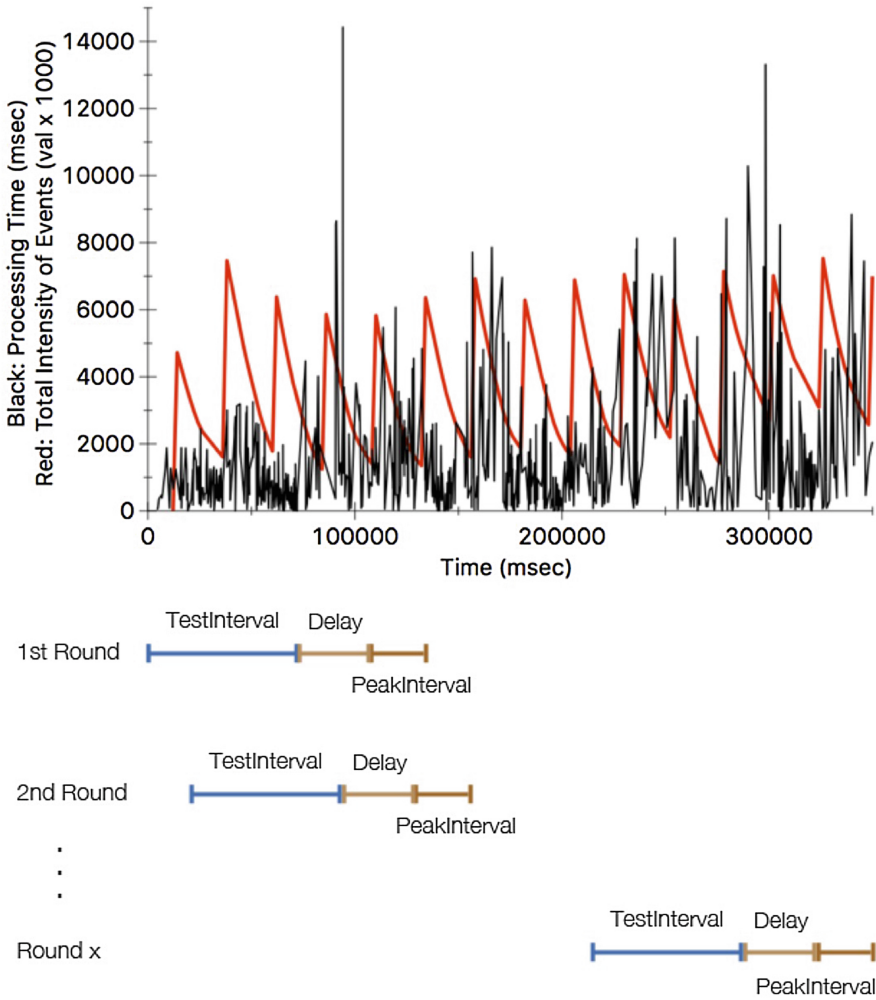 Black: Processing Time (msec)
Red: Total Intensity of Events (val x 1000)
14000
12000
10000
8000
6000
4000
2000
0
0 100000 200000 300000
Time (msec)
TestInterval Delay
1st Round
PeakInterval
TestInterval Delay
2nd Round
PeakInterval
.
.
.
TestInterval Delay
Round x
PeakInterval